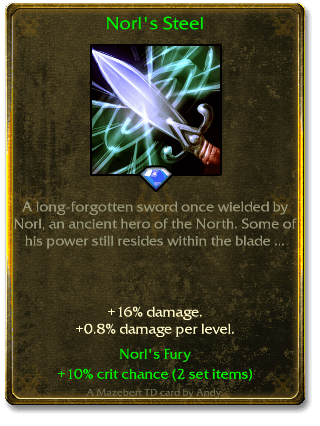 Norl's Steel
A long-forgotten sword once wielded by
Norl, an ancient hero of the North. Some of
his power still resides within the blade ...
+16% damage.
+0.8% damage per level.
Norl's Fury
+10% crit chance (2 set items)
A Mazebert TD card by Andy...